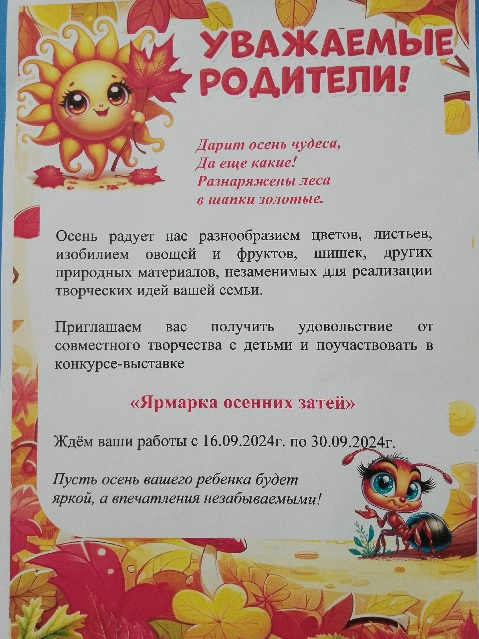 УВАЖАЕМЫЕ
РОДИТЕЛИ!
Дарит осень чудеса,
Да еще какие!
Разнаряжены леса
в шапки золотые.
Осень радует нас разнообразием цветов, листьев,
изобилием овощей и фруктов, шишек, других
природных материалов, незаменимых для реализации
творческих идей вашей семьи.
Приглашаем вас получить удовольствие от
совместного творчества с детьми и поучаствовать в
конкурсе-выставке
«Ярмарка осенних затей»
Ждём ваши работы с 16.09.2024г. по 30.09.2024г.
Пусть осень вашего ребенка будет
яркой, а впечатления незабываемыми!